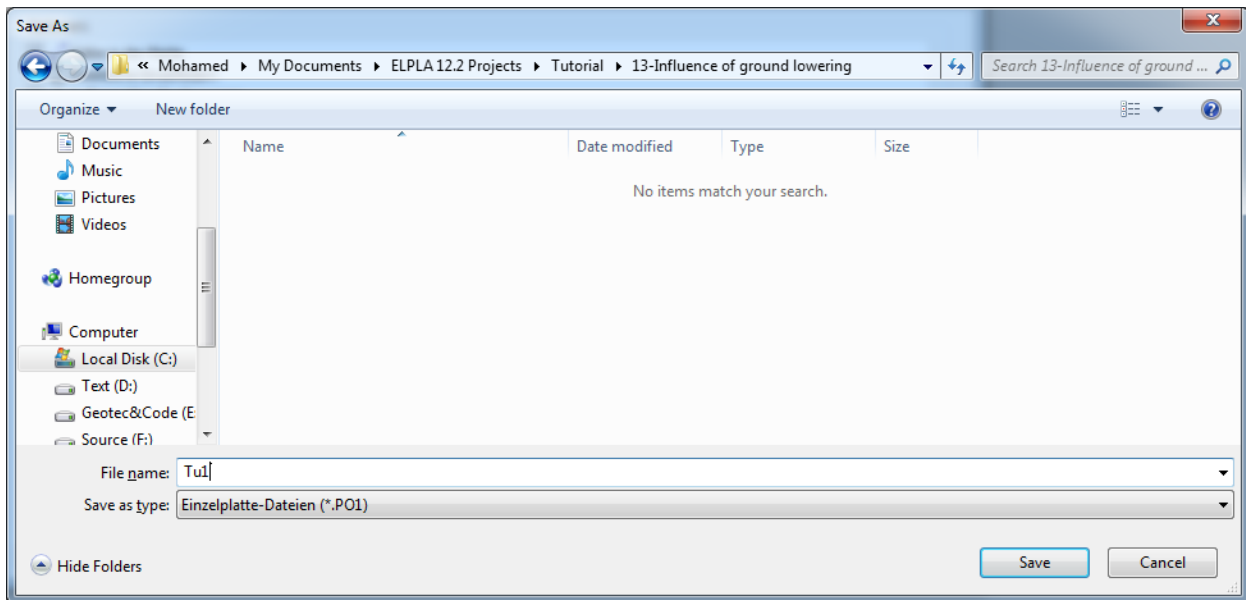 Save As
« Mohamed My Documents ELPLA 12.2 Projects Tutorial 13-Influence of ground lowering Search 13-Influence of ground ...
Organize New folder
Name Date modified Type Size
No items match your search.
Documents
Music
Pictures
Videos
Homegroup
Computer
Local Disk (C:)
Text (D:)
Geotec&Code (E:
Source (F:)
File name: Tu1
Save as type: Einzelplatte-Dateien (*.PO1)
Hide Folders Save Cancel